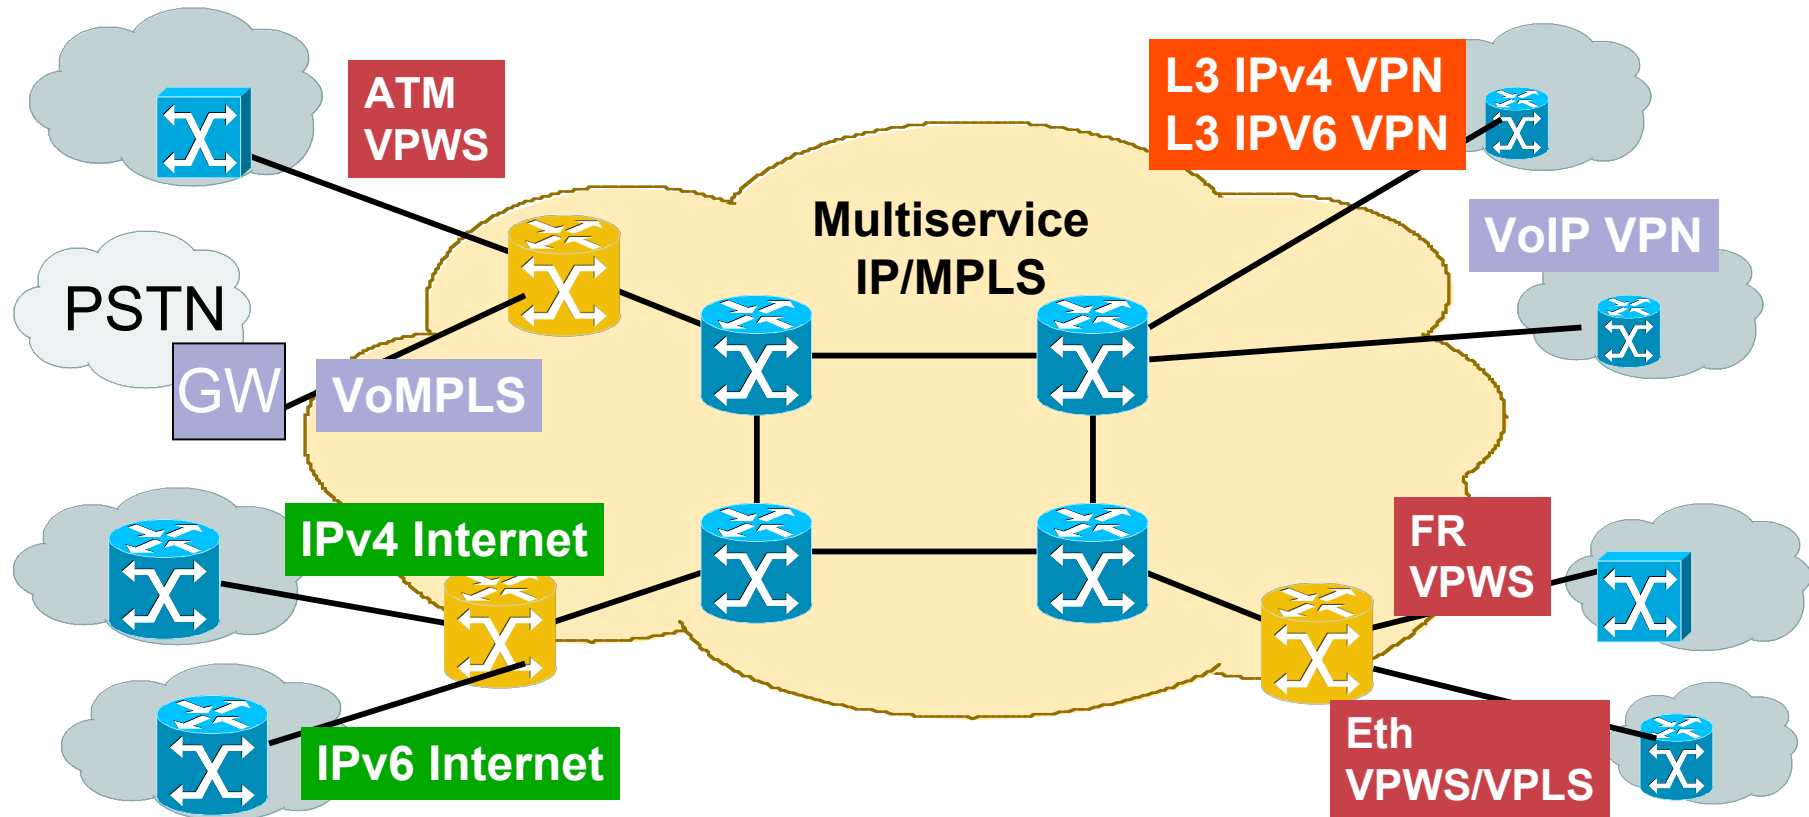 ATM
VPWS
L3 IPv4 VPN
L3 IPV6 VPN
Multiservice
IP/MPLS
VoIP VPN
PSTN
GW
VoMPLS
IPv4 Internet
FR
VPWS
IPv6 Internet
Eth
VPWS/VPLS